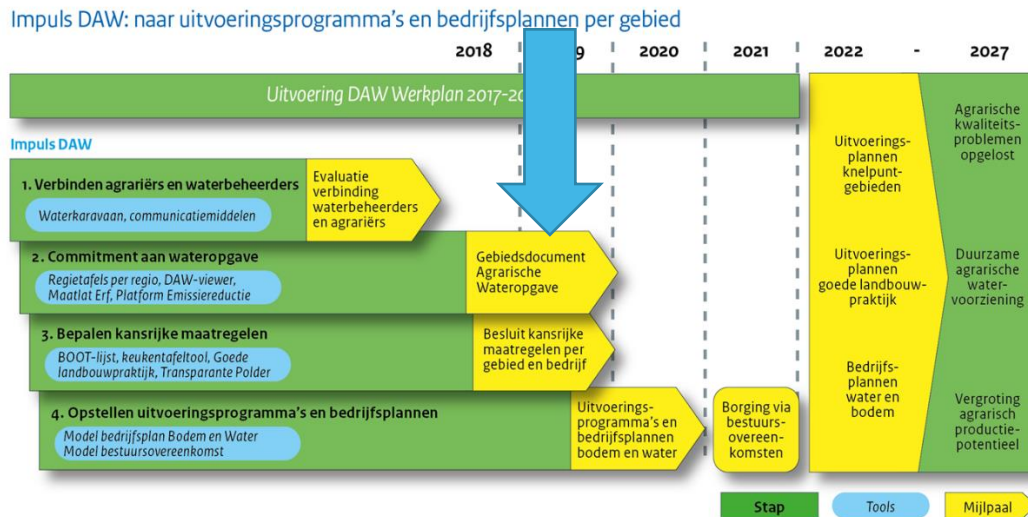 Impuls DAW: naar uitvoeringsprogramma's en bedrijfsplannen per gebied
2018 9 2020 2021 2022 - 2027
Uitvoering DAW Werkplan 2017-20
Impuls DAW
1. Verbinden agrariërs en waterbeheerders
Waterkaravaan, communicatiemiddelen
Evaluatie
verbinding
waterbeheerders
en agrariërs
2. Commitment aan wateropgave
Regietafels per regio, DAW-viewer,
Maatlat Erf, Platform Emissiereductie
Gebiedsdocument
Agrarische
Wateropgave
3. Bepalen kansrijke maatregelen
BOOT-lijst, keukentafeltool, Goede
landbouwpraktijk, Transparante Polder
Besluit kansrijke
maatregelen per
gebied en bedrijf
4. Opstellen uitvoeringsprogramma's en bedrijfsplannen
Model bedrijfsplan Bodem en Water
Model bestuursovereenkomst
Uitvoerings-
programma's en
bedrijfsplannen
bodem en water
Borging via
bestuurs-
overeen-
komsten
Uitvoerings-
plannen
knelpunt-
gebieden
Uitvoerings-
plannen
goede landbouw-
praktijk
Bedrijfs-
plannen
water en
bodem
Agrarische
kwaliteits-
problemen
opgelost
Duurzame
agrarische
water-
voorziening
Vergroting
agrarisch
productie-
potentieel
Stap
Tools
Mijlpaal